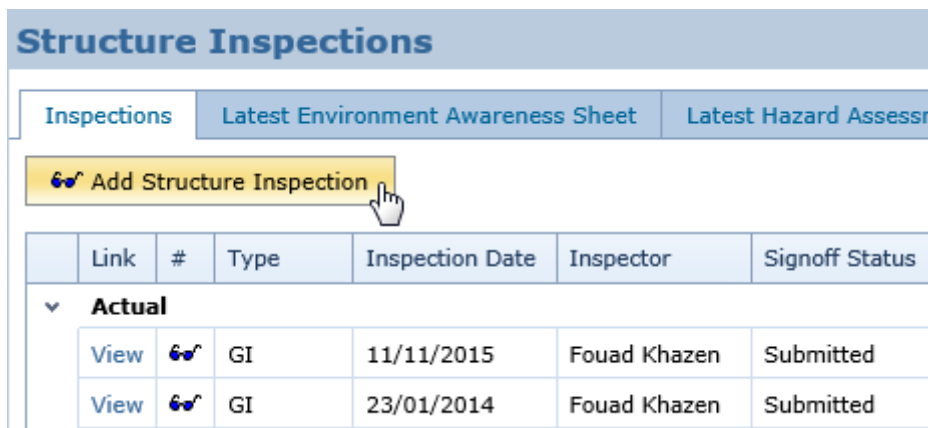 Structure Inspections
Inspections Latest Environment Awareness Sheet Latest Hazard Assess
Add Structure Inspection
Link # Type Inspection Date Inspector Signoff Status
Actual
View GI 11/11/2015 Fouad Khazen Submitted
View GI 23/01/2014 Fouad Khazen Submitted